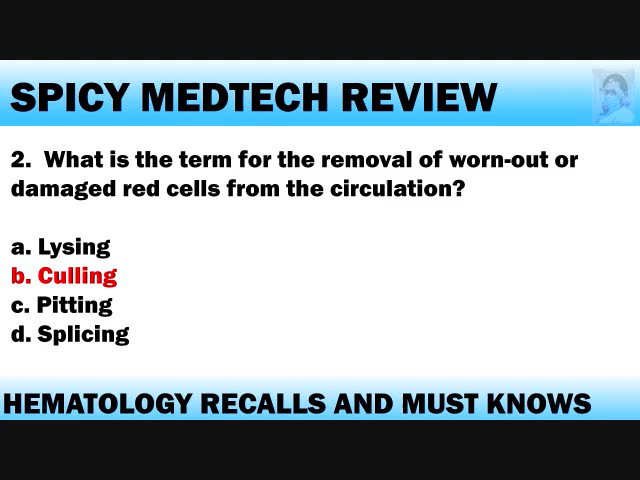 SPICY MEDTECH REVIEW
2. What is the term for the removal of worn-out or
damaged red cells from the circulation?
a. Lysing
b. Culling
c. Pitting
d. Splicing
HEMATOLOGY RECALLS AND MUST KNOWS